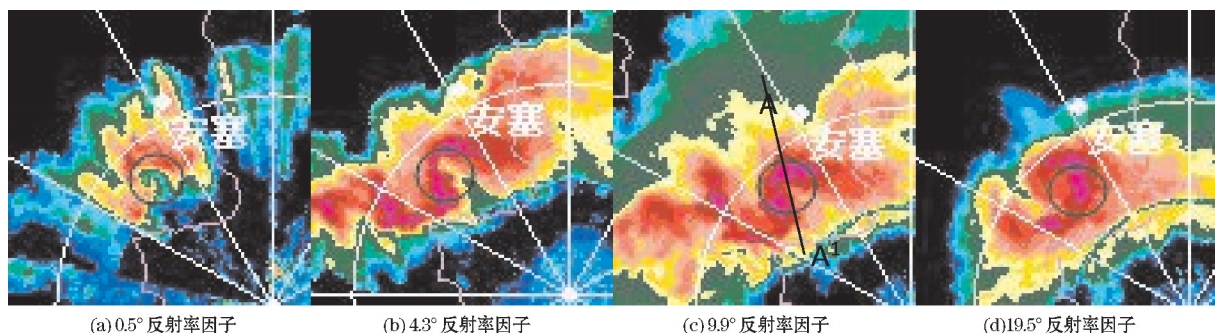 安塞
安塞
安塞
安塞
A
A¹
(a) 0.5° 反射率因子
(b) 4.3° 反射率因子
(c) 9.9° 反射率因子
(d)19.5° 反射率因子